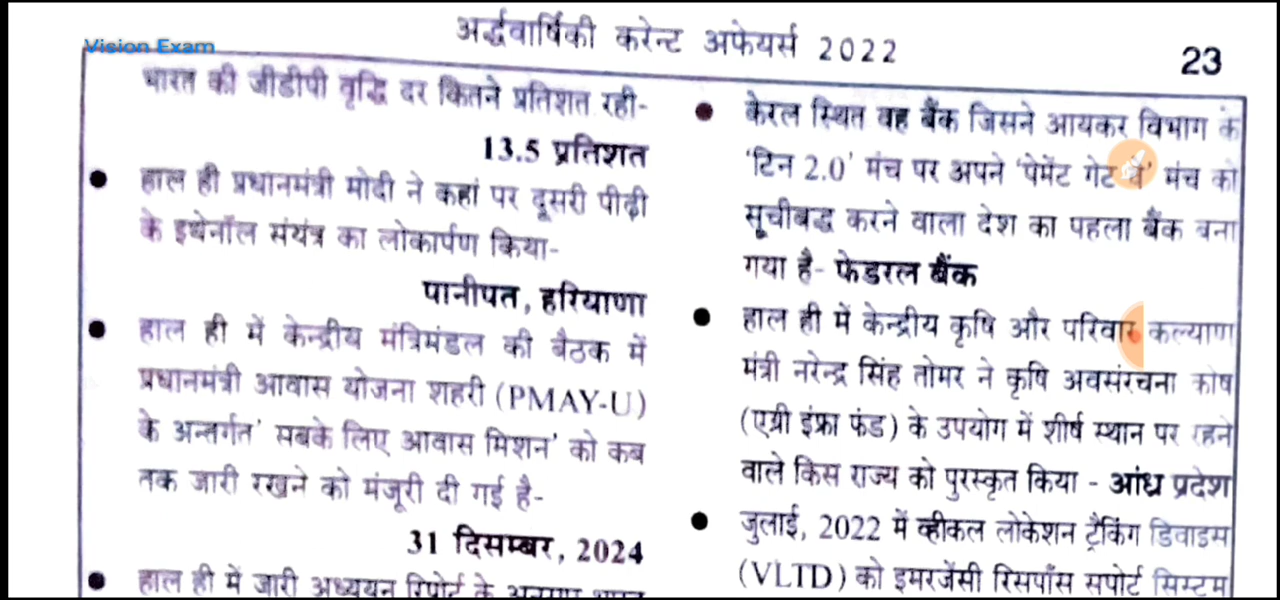 अर्द्धवार्षिकी करेन्ट अफेयर्स 2022
23
Vision Exam
भारत की जीडीपी वृद्धि दर कितने प्रतिशत रही-
13.5 प्रतिशत
● हाल ही प्रधानमंत्री मोदी ने कहां पर दूसरी पीढ़ी
के इथेनॉल संयंत्र का लोकार्पण किया-
पानीपत, हरियाणा
● हाल ही में केन्द्रीय मंत्रिमंडल की बैठक में
प्रधानमंत्री आवास योजना शहरी (PMAY-U)
के अन्तर्गत' सबके लिए आवास मिशन' को कब
तक जारी रखने को मंजूरी दी गई है-
31 दिसम्बर, 2024
● हाल ही में जारी अध्ययन रिपोर्ट के अनुसार
● केरल स्थित वह बैंक जिसने आयकर विभाग के
'टिन 2.0' मंच पर अपने 'पेमेंट गेट वे' मंच को
सूचीबद्ध करने वाला देश का पहला बैंक बना
गया है- फेडरल बैंक
● हाल ही में केन्द्रीय कृषि और परिवार कल्याण
मंत्री नरेन्द्र सिंह तोमर ने कृषि अवसंरचना कोष
(एग्री इंफ्रा फंड) के उपयोग में शीर्ष स्थान पर रहने
वाले किस राज्य को पुरस्कृत किया - आंध्र प्रदेश
● जुलाई, 2022 में व्हीकल लोकेशन ट्रैकिंग डिवाइस
(VLTD) को इमरजेंसी रिसपॉंस सपोर्ट सिस्टम